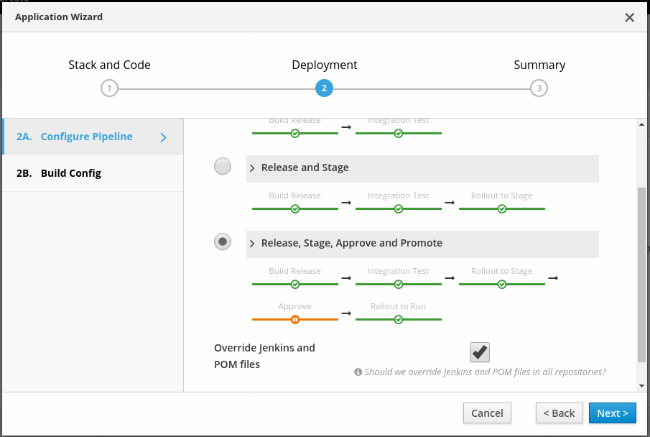 Application Wizard
Stack and Code
Deployment
Summary
1
2
3
2A. Configure Pipeline
2B. Build Config
Build Release
Integration Test
Release and Stage
Build Release
Integration Test
Rollout to Stage
Release, Stage, Approve and Promote
Build Release
Integration Test
Rollout to Stage
Approve
Rollout to Run
Override Jenkins and
POM files
Should we override Jenkins and POM files in all repositories?
Cancel
< Back
Next >